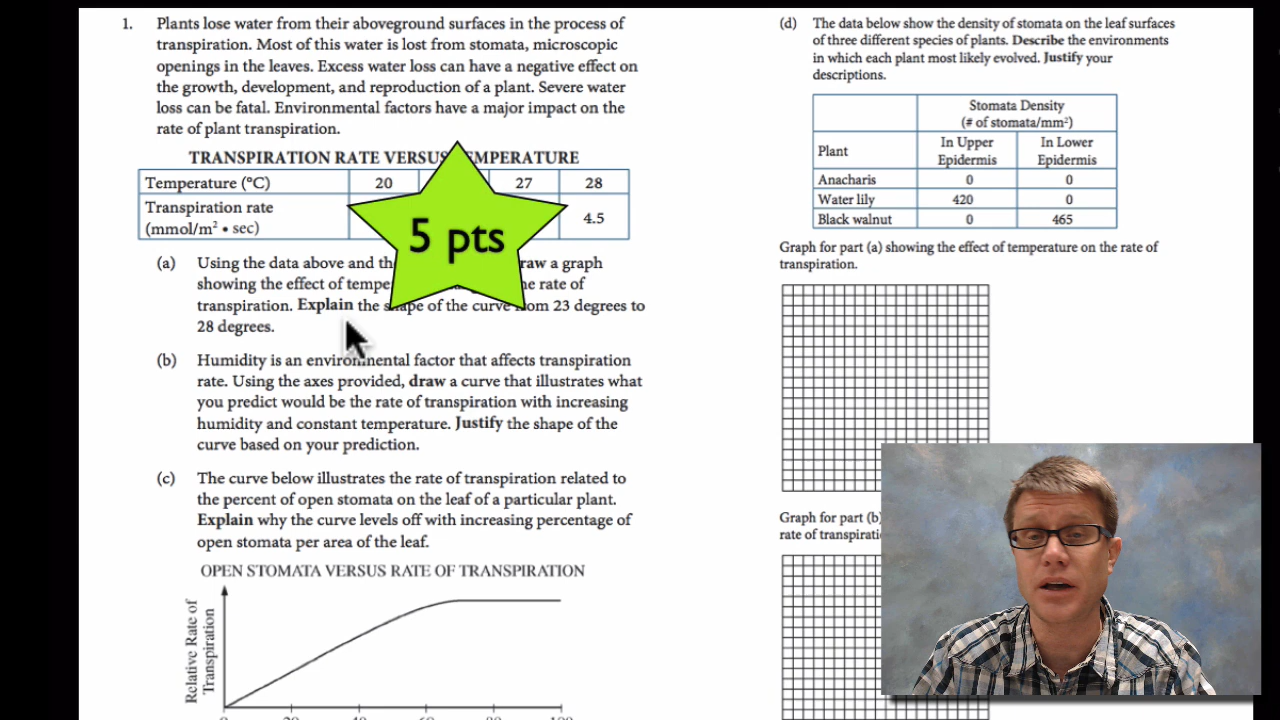 1. Plants lose water from their aboveground surfaces in the process of
transpiration. Most of this water is lost from stomata, microscopic
openings in the leaves. Excess water loss can have a negative effect on
the growth, development, and reproduction of a plant. Severe water
loss can be fatal. Environmental factors have a major impact on the
rate of plant transpiration.
TRANSPIRATION RATE VERSUS TEMPERATURE
Temperature (°C) 20 27 28
Transpiration rate
(mmol/m² • sec) 4.5
5 pts
(a) Using the data above and a graph
showing the effect of rate of
transpiration. Explain the shape of the curve from 23 degrees to
28 degrees.
(b) Humidity is an environmental factor that affects transpiration
rate. Using the axes provided, draw a curve that illustrates what
you predict would be the rate of transpiration with increasing
humidity and constant temperature. Justify the shape of the
curve based on your prediction.
(c) The curve below illustrates the rate of transpiration related to
the percent of open stomata on the leaf of a particular plant.
Explain why the curve levels off with increasing percentage of
open stomata per area of the leaf.
OPEN STOMATA VERSUS RATE OF TRANSPIRATION
Relative Rate of
Transpiration
(d) The data below show the density of stomata on the leaf surfaces
of three different species of plants. Describe the environments
in which each plant most likely evolved. Justify your
descriptions.
Stomata Density
(# of stomata/mm²)
Plant In Upper Epidermis In Lower Epidermis
Anacharis 0 0
Water lily 420 0
Black walnut 0 465
Graph for part (a) showing the effect of temperature on the rate of
transpiration.
Graph for part (b)
rate of